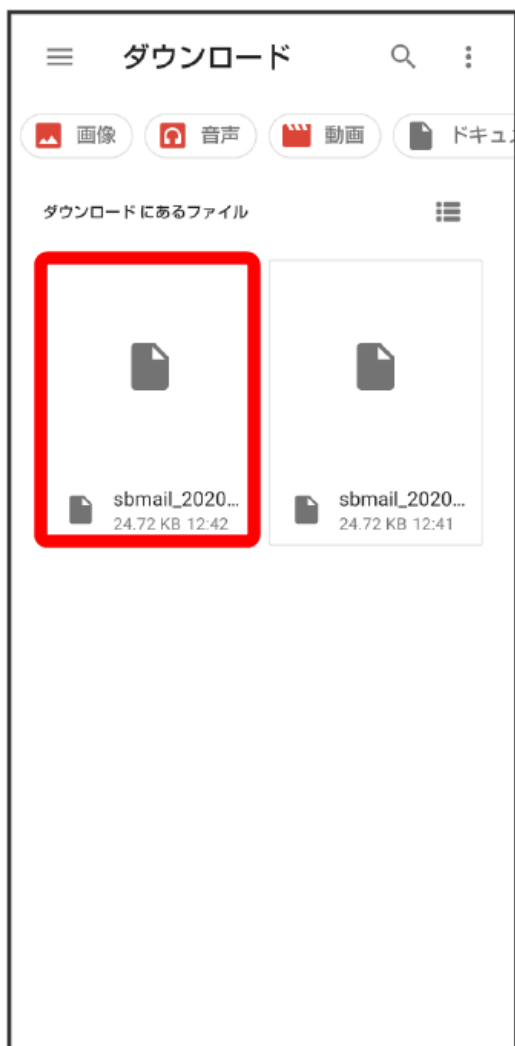 ダウンロード
画像 音声 動画 ドキュ
ダウンロード にあるファイル
sbmail_2020...
24.72 KB 12:42
sbmail_2020...
24.72 KB 12:41